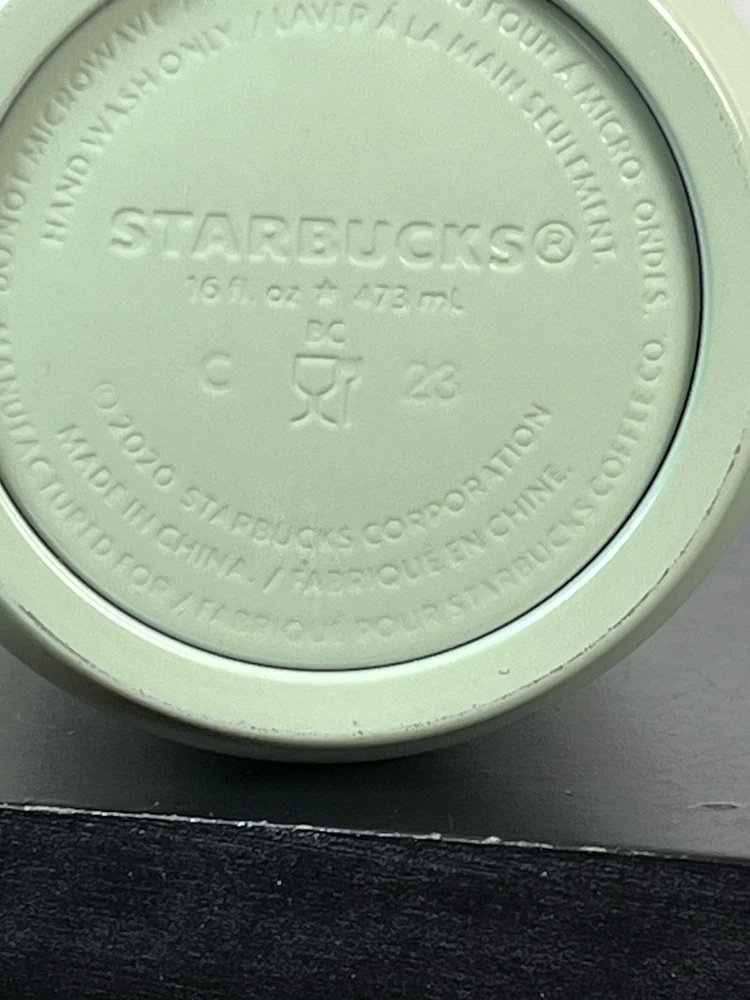 DO NOT MICROWAVE / FOUR À MICRO-ONDES.
HAND WASH ONLY. / LAVER À LA MAIN SEULEMENT.
STARBUCKS®
16 fl. oz ☆ 473 mL
BC
C 23
©2020 STARBUCKS CORPORATION
MADE IN CHINA. / FABRIQUÉ EN CHINE.
MANUFACTURED FOR / FABRIQUÉ POUR STARBUCKS COFFEE CO.